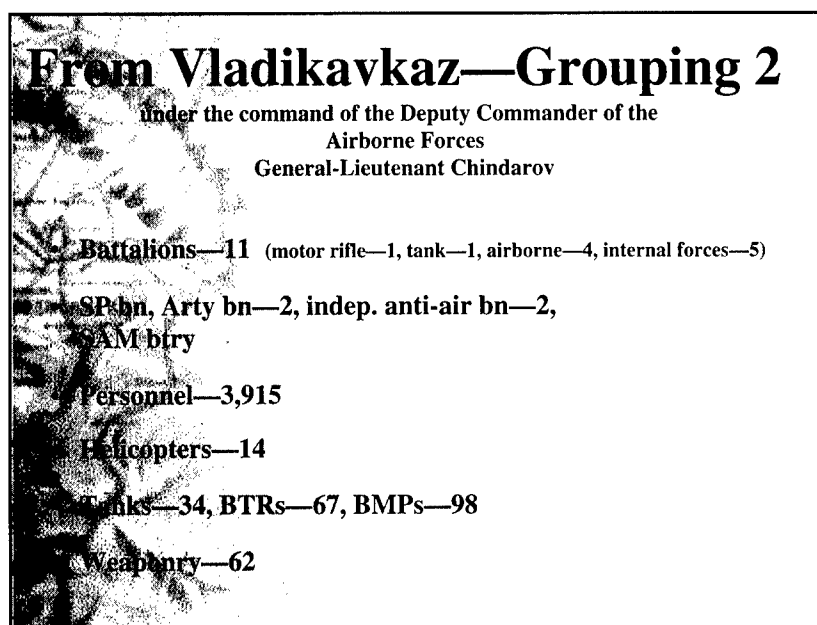 From Vladikavkaz—Grouping 2
under the command of the Deputy Commander of the
Airborne Forces
General-Lieutenant Chindarov
Battalions—11 (motor rifle—1, tank—1, airborne—4, internal forces—5)
SP bn, Arty bn—2, indep. anti-air bn—2,
SAM btry
Personnel—3,915
Helicopters—14
Tanks—34, BTRs—67, BMPs—98
Weaponry—62